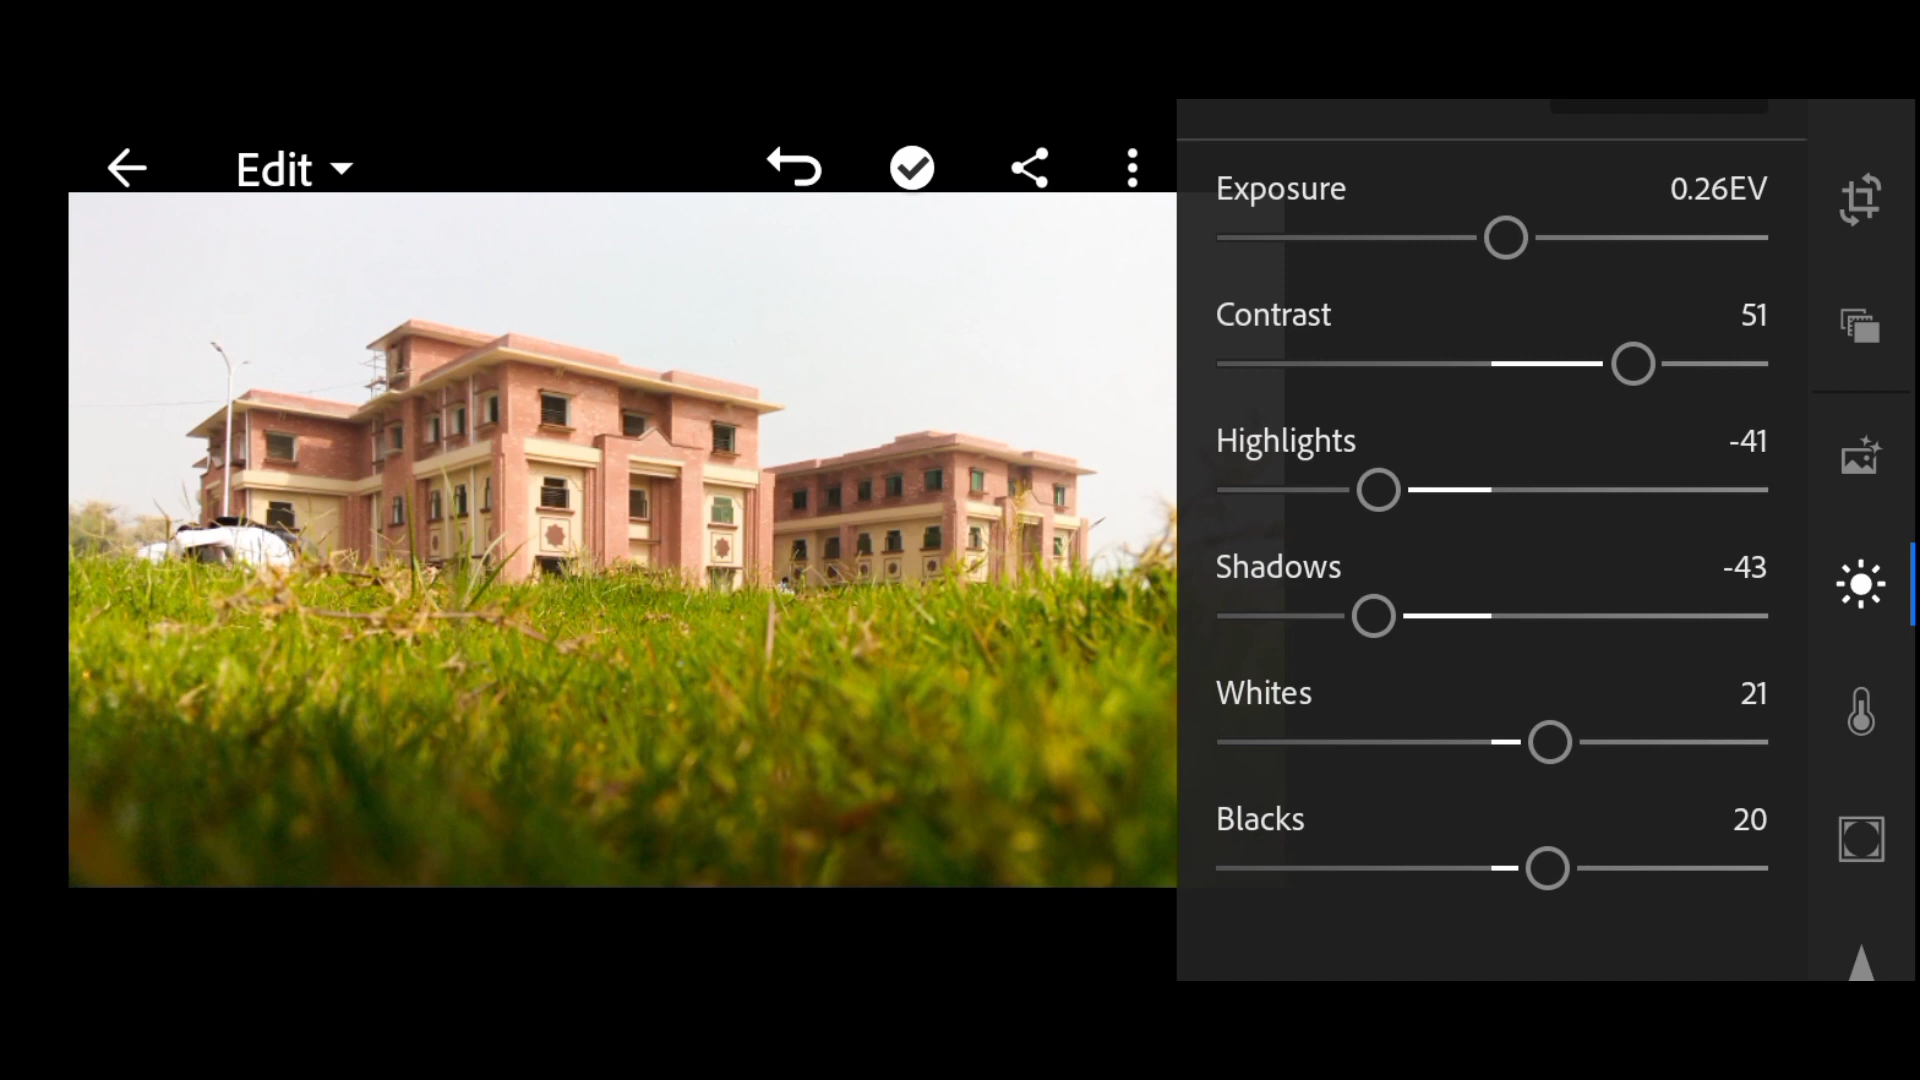 Edit
Exposure 0.26EV
Contrast 51
Highlights -41
Shadows -43
Whites 21
Blacks 20